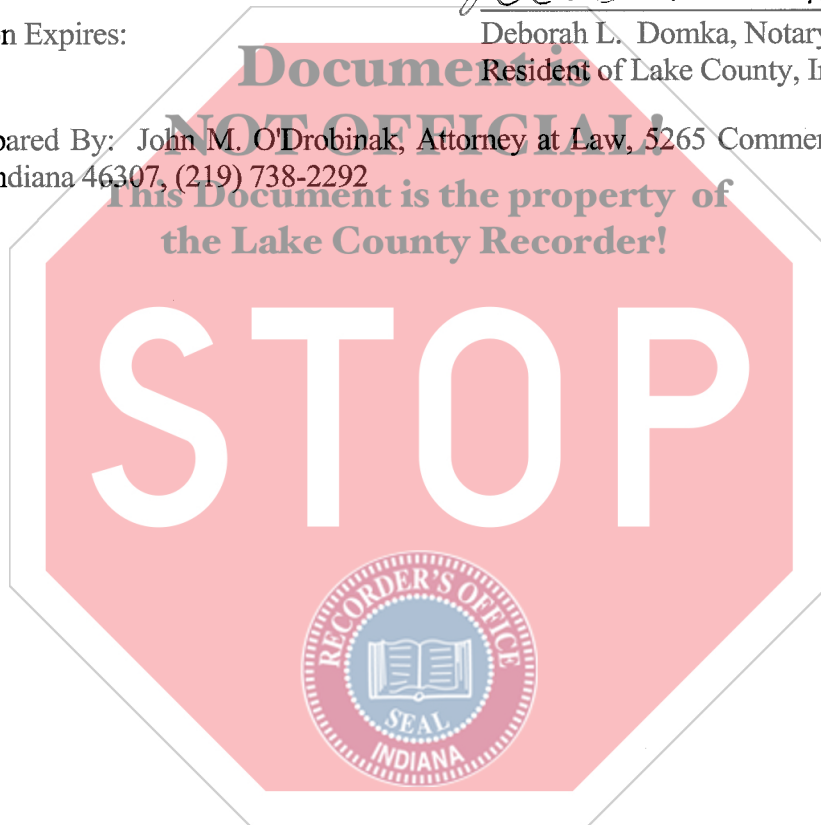 n Expires:
Deborah L. Domka, Notary
Resident of Lake County, I
Document is
NOT OFFICIAL!
This Document is the property of
the Lake County Recorder!
pared By: John M. O'Drobinak, Attorney at Law, 5265 Commer
ndiana 46307, (219) 738-2292
STOP
RECORDER'S OFFICE
SEAL
INDIANA